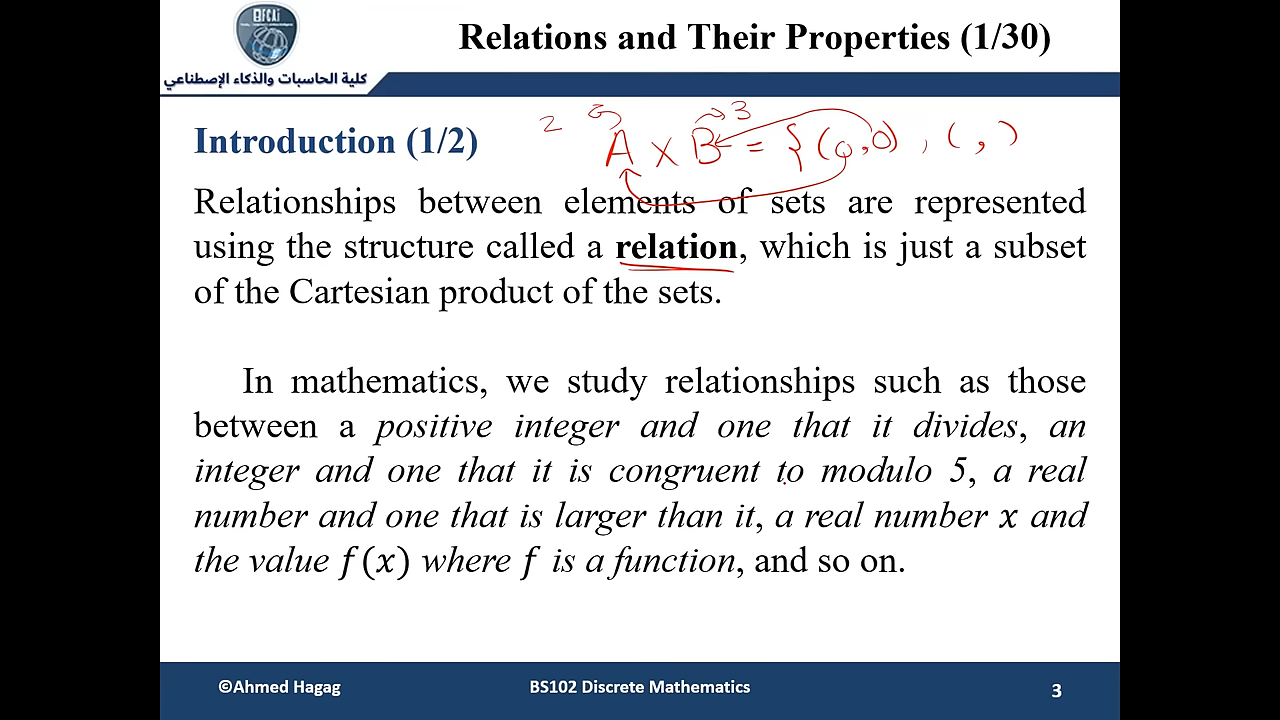 BFCAI
كلية الحاسبات والذكاء الإصطناعي
Relations and Their Properties (1/30)
Introduction (1/2)
2 3
A × B = { ( , ) , ( , )
Relationships between elements of sets are represented
using the structure called a relation, which is just a subset
of the Cartesian product of the sets.
In mathematics, we study relationships such as those
between a positive integer and one that it divides, an
integer and one that it is congruent to modulo 5, a real
number and one that is larger than it, a real number x and
the value f(x) where f is a function, and so on.
©Ahmed Hagag
BS102 Discrete Mathematics
3